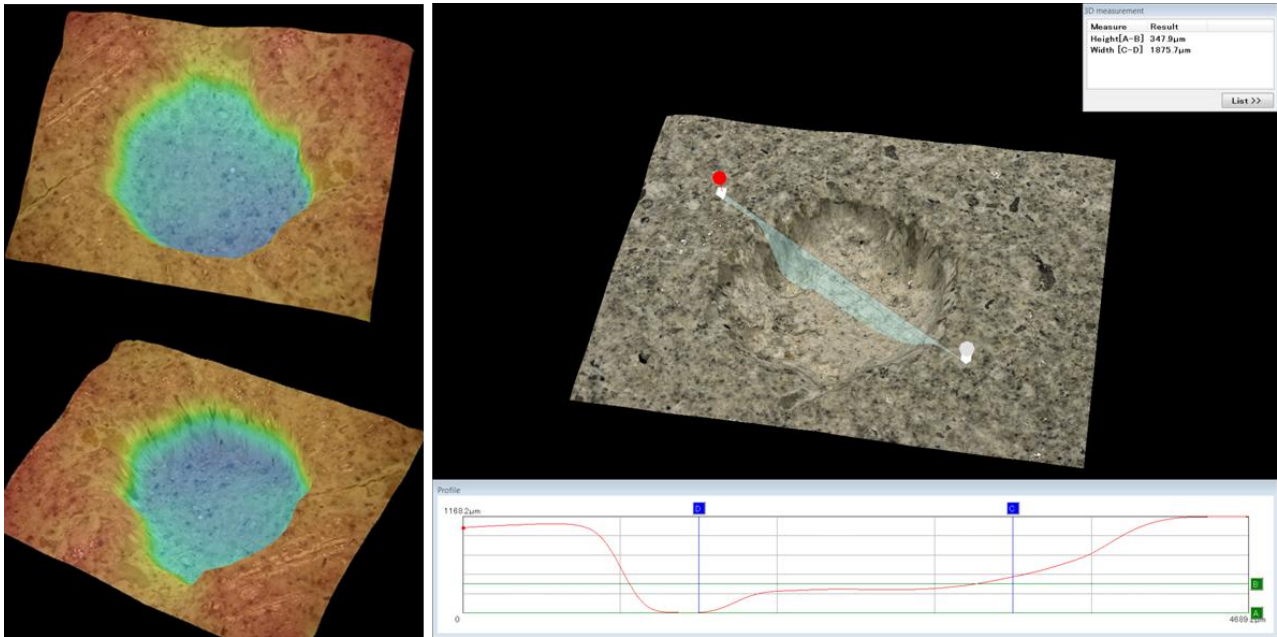 3D measurement
Measure Result
Height[A-B] 347.9µm
Width [C-D] 1875.7µm
List >>
Profile
1168.2µm
D
C
B
A
0